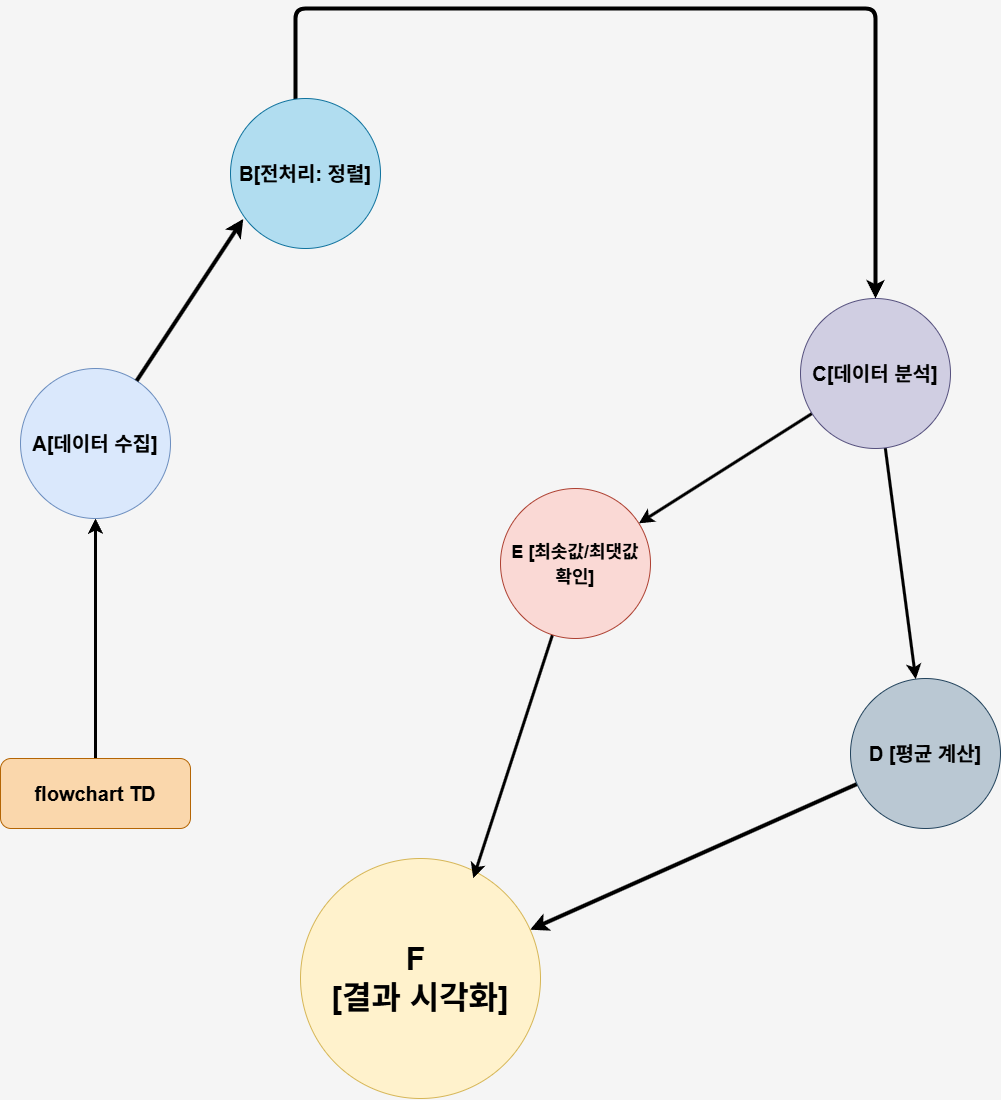 B[전처리: 정렬]
C[데이터 분석]
A[데이터 수집]
E [최솟값/최댓값
확인]
D [평균 계산]
flowchart TD
F
[결과 시각화]